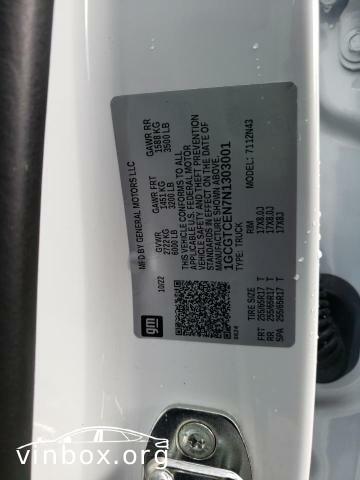 MFD BY GENERAL MOTORS LLC
10/22
GVWR
2722 KG
6000 LB
GAWR FRT
1451 KG
3200 LB
GAWR RR
1588 KG
3500 LB
THIS VEHICLE CONFORMS TO ALL
APPLICABLE U.S. FEDERAL MOTOR
VEHICLE SAFETY AND THEFT PREVENTION
STANDARDS IN EFFECT ON THE DATE OF
MANUFACTURE SHOWN ABOVE.
1GCGTCEN7N1303001
TYPE: TRUCK
MODEL: 7112N43
gm
TIRE SIZE RIM
FRT 255/65R17 T 17X8.0J
RR 255/65R17 T 17X8.0J
SPA 255/65R17 T 17X8J
vinbox.org